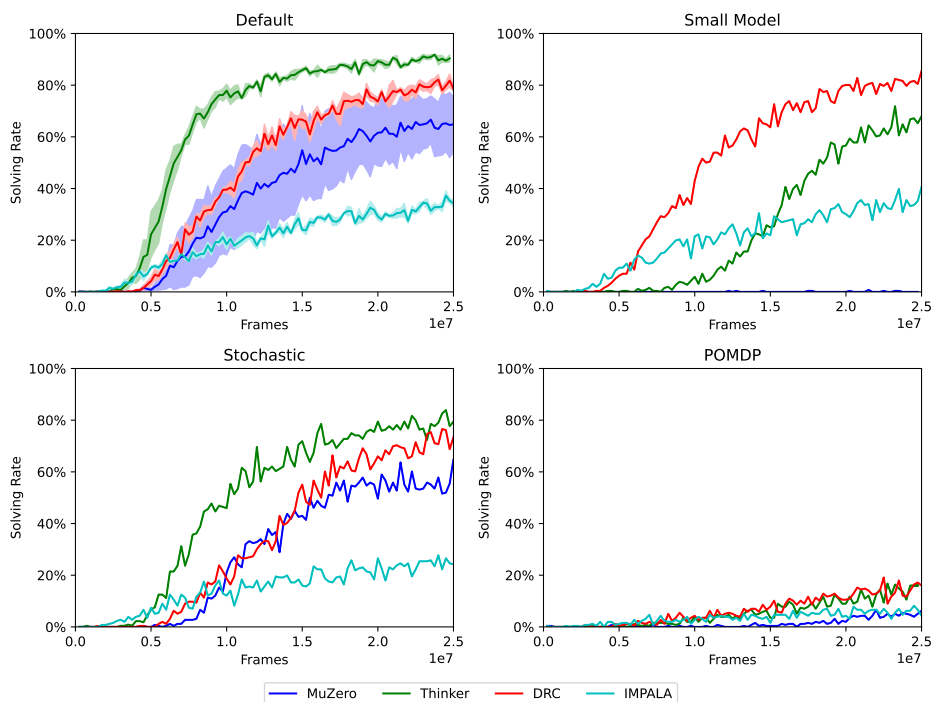 Default
100%
80%
60%
40%
20%
0%
Solving Rate
0.0 0.5 1.0 1.5 2.0 2.5
Frames
1e7
Small Model
100%
80%
60%
40%
20%
0%
Solving Rate
0.0 0.5 1.0 1.5 2.0 2.5
Frames
1e7
Stochastic
100%
80%
60%
40%
20%
0%
Solving Rate
0.0 0.5 1.0 1.5 2.0 2.5
Frames
1e7
POMDP
100%
80%
60%
40%
20%
0%
Solving Rate
0.0 0.5 1.0 1.5 2.0 2.5
Frames
1e7
MuZero Thinker DRC IMPALA